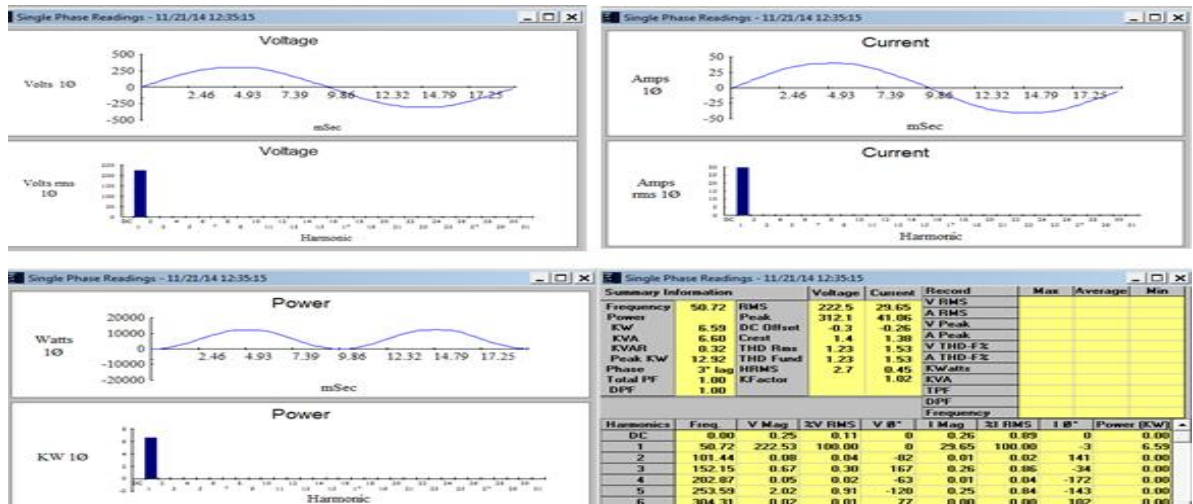 Single Phase Readings - 11/21/14 12:35:15
Voltage
500
250
0
-250
-500
Volts 1Ø
2.46 4.93 7.39 9.86 12.32 14.79 17.25
mSec
Voltage
Volts rms
1Ø
Harmonic
Single Phase Readings - 11/21/14 12:35:15
Current
50
25
0
-25
-50
Amps
1Ø
2.46 4.93 7.39 9.86 12.32 14.79 17.25
mSec
Current
Amps
rms 1Ø
Harmonic
Single Phase Readings - 11/21/14 12:35:15
Power
20000
10000
0
-10000
-20000
Watts
1Ø
2.46 4.93 7.39 9.86 12.32 14.79 17.25
mSec
Power
KW 1Ø
Harmonic
Single Phase Readings - 11/21/14 12:35:15
Summary Information Voltage Current Record Max Average Min
Frequency 50.72 RMS 222.5 29.65 V RMS
Power Peak 312.1 41.06 A RMS
KW 6.59 DC Offset -0.3 -0.26 V Peak
KVA 6.60 Crest 1.4 1.38 A Peak
KVAR 0.32 THD Rms 1.23 1.53 V THD-F%
Peak KW 12.92 THD Fund 1.23 1.53 A THD-F%
Phase 3° lag HRMS 2.7 0.45 KWatts
Total PF 1.00 KFactor 1.02 KVA
DPF 1.00 TPF
DPF
Frequency
Harmonics Freq. V Mag %V RMS V Ø° I Mag %I RMS I Ø° Power (KW)
DC 0.00 0.25 0.11 0 0.26 0.89 0 0.00
1 50.72 222.53 100.00 0 29.65 100.00 -3 6.59
2 101.44 0.08 0.04 -82 0.01 0.02 141 0.00
3 152.15 0.67 0.30 167 0.26 0.86 -34 0.00
4 202.87 0.05 0.02 -63 0.01 0.04 -172 0.00
5 253.59 2.02 0.91 -120 0.25 0.84 -143 0.00
6 304.31 0.02 0.01 77 0.00 0.00 102 0.00